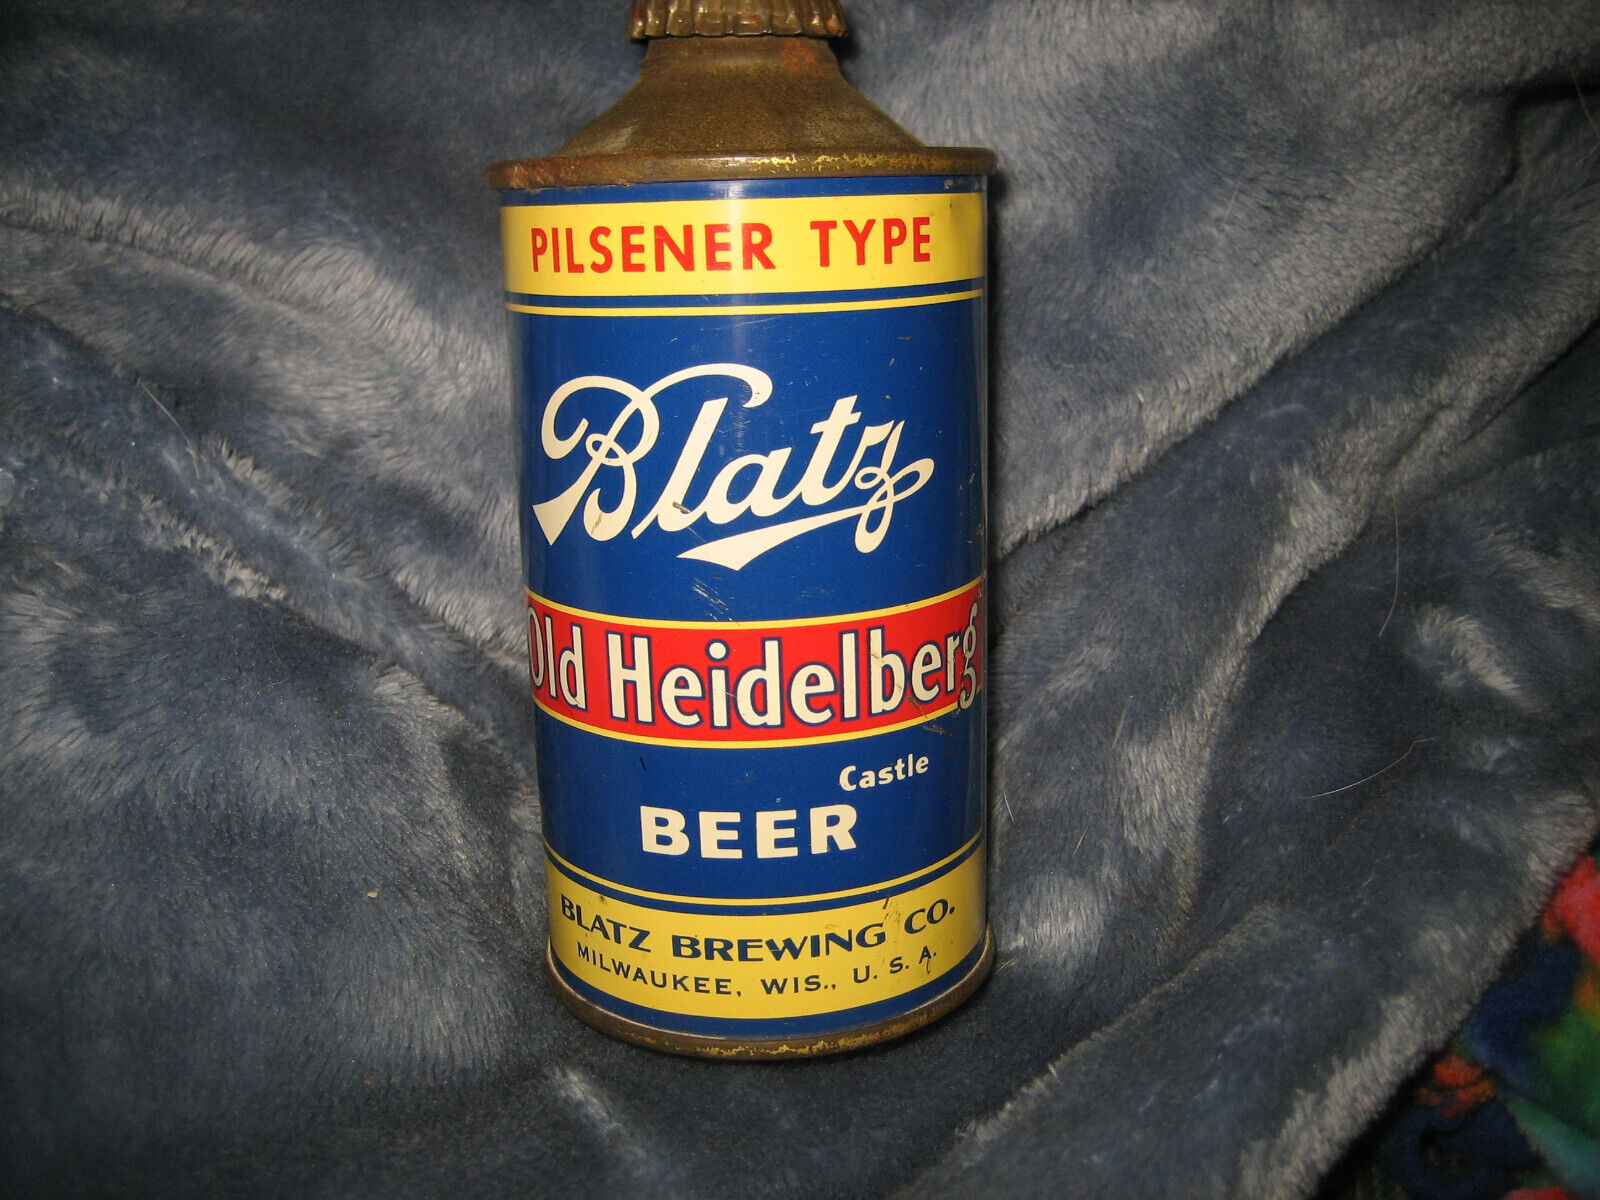 PILSENER TYPE
Blatz
Old Heidelberg
Castle
BEER
BLATZ BREWING CO.
MILWAUKEE, WIS., U. S. A.